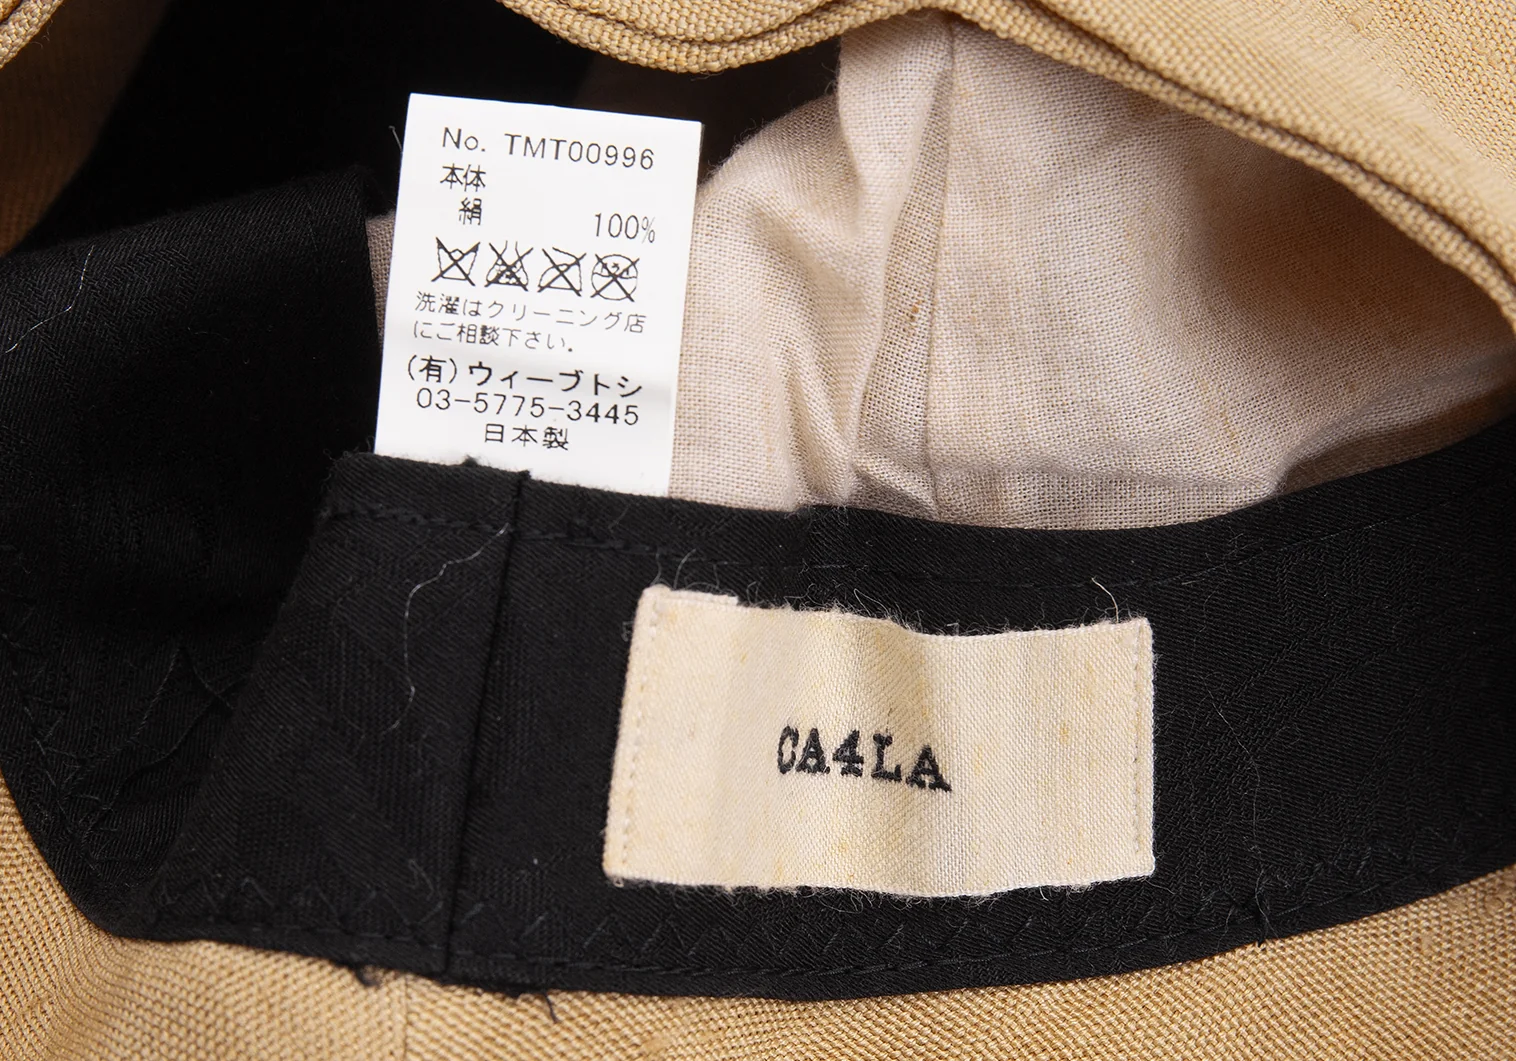 No. TMT00996
本体
絹 100%
洗濯はクリーニング店
にご相談下さい.
(有)ウィーブトシ
03-5775-3445
日本製
CA4LA